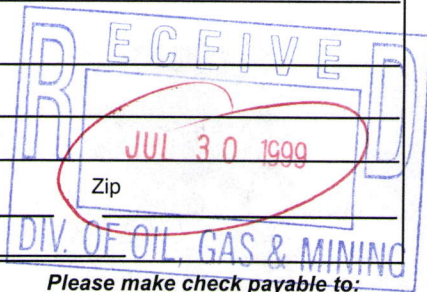 RECEIVED
JUL 30 1999
Zip
DIV. OF OIL, GAS & MINING
Please make check payable to: